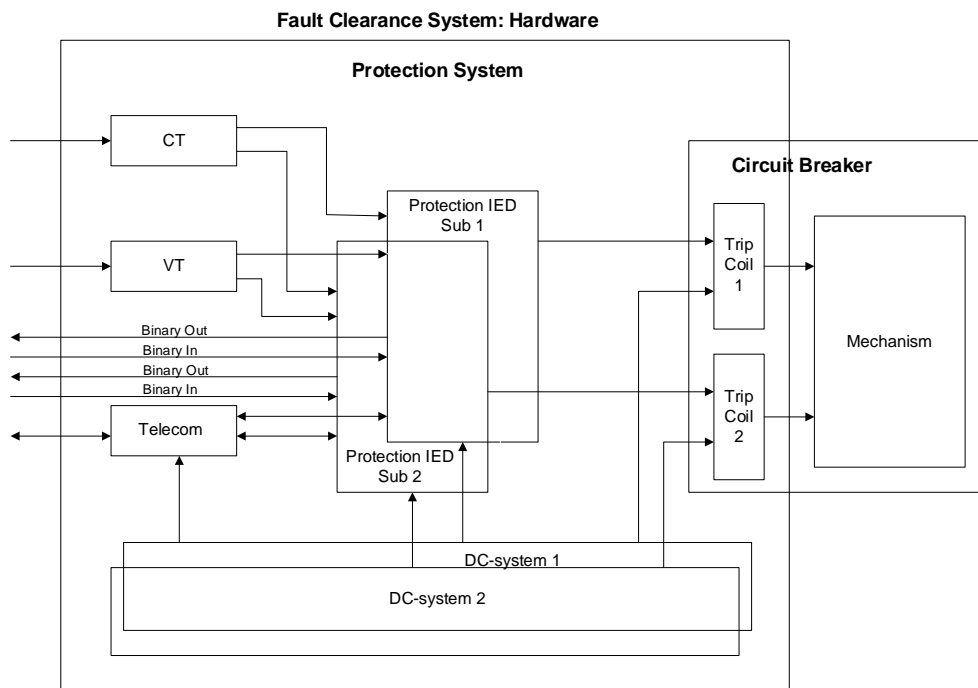 Fault Clearance System: Hardware
Protection System
CT
Circuit Breaker
Protection IED
Sub 1
Trip
Coil
1
VT
Binary Out
Binary In
Binary Out
Binary In
Mechanism
Telecom
Trip
Coil
2
Protection IED
Sub 2
DC-system 1
DC-system 2